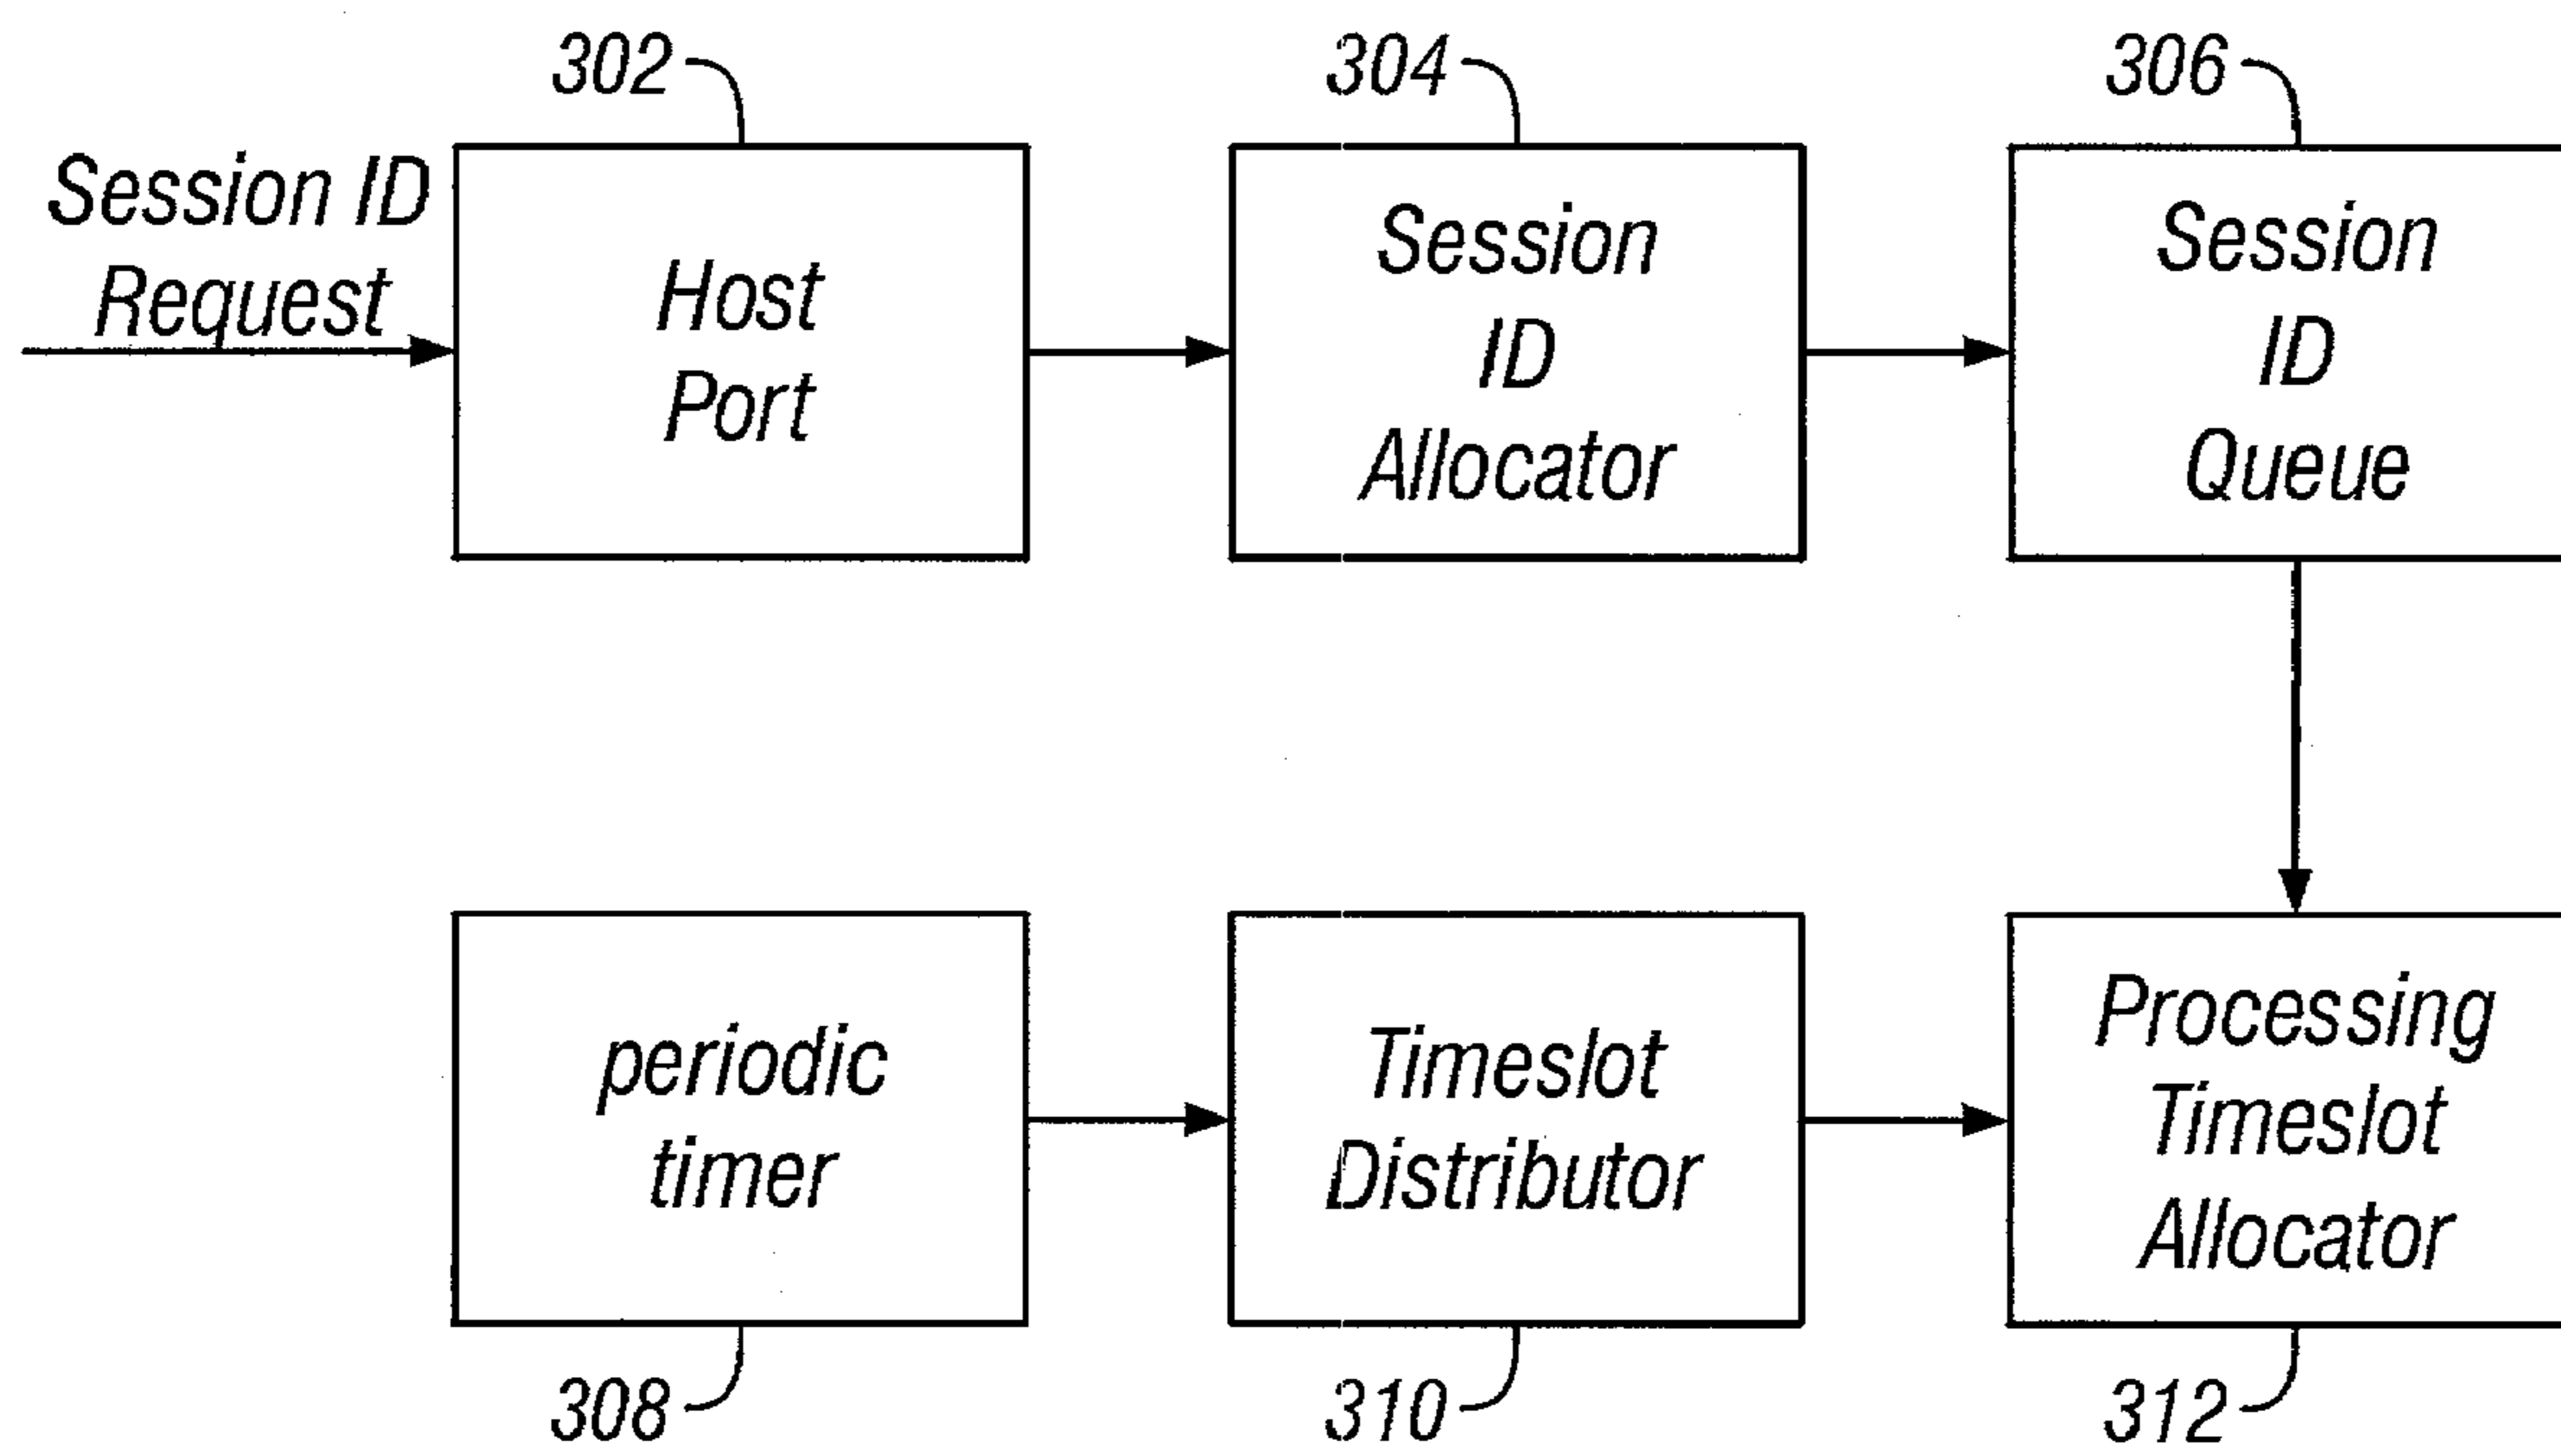 302
304
306
Session ID
Request
Host
Port
Session
ID
Allocator
Session
ID
Queue
periodic
timer
Timeslot
Distributor
Processing
Timeslot
Allocator
308
310
312